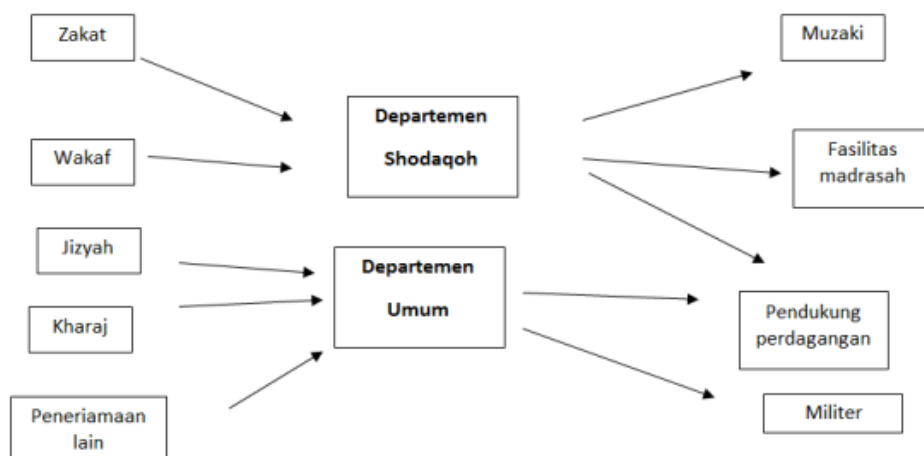 Zakat
Wakaf
Jizyah
Kharaj
Peneriamaan
lain
Departemen
Shodaqoh
Departemen
Umum
Muzaki
Fasilitas
madrasah
Pendukung
perdagangan
Militer